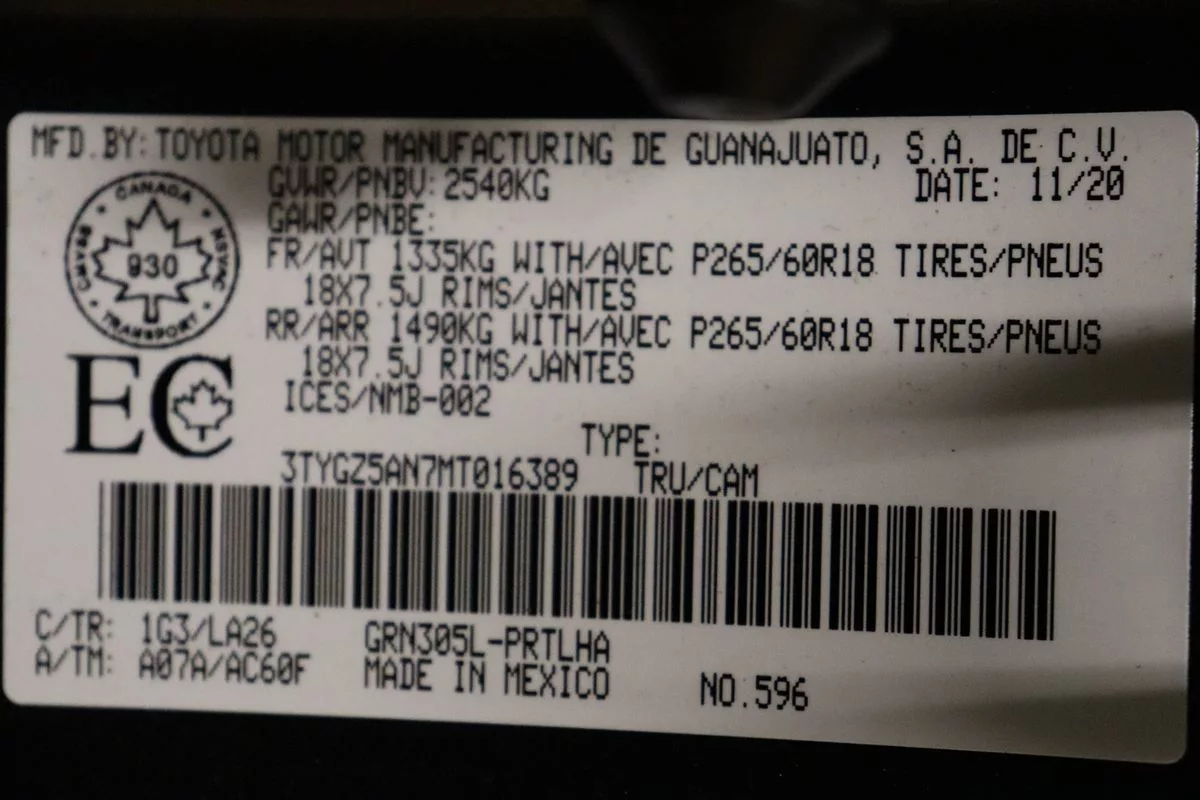 MFD.BY: TOYOTA MOTOR MANUFACTURING DE GUANAJUATO, S.A. DE C.V.
GVWR/PNBV: 2540KG DATE: 11/20
GAWR/PNBE:
FR/AVT 1335KG WITH/AVEC P265/60R18 TIRES/PNEUS
18X7.5J RIMS/JANTES
RR/ARR 1490KG WITH/AVEC P265/60R18 TIRES/PNEUS
18X7.5J RIMS/JANTES
ICES/NMB-002
CANADA
NSVAC
930
CMVSS
TRANSPORT
EC
TYPE:
3TYGZ5AN7MT016389 TRU/CAM
C/TR: 1G3/LA26 GRN305L-PRTLHA
A/TM: A07A/AC60F MADE IN MEXICO NO.596